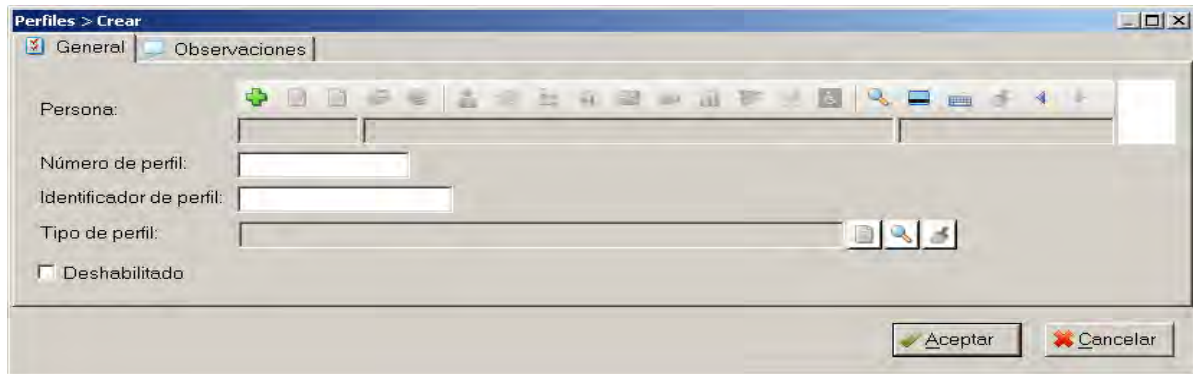 Perfiles > Crear
General
Observaciones
Persona:
Número de perfil:
Identificador de perfil:
Tipo de perfil:
Deshabilitado
Aceptar
Cancelar